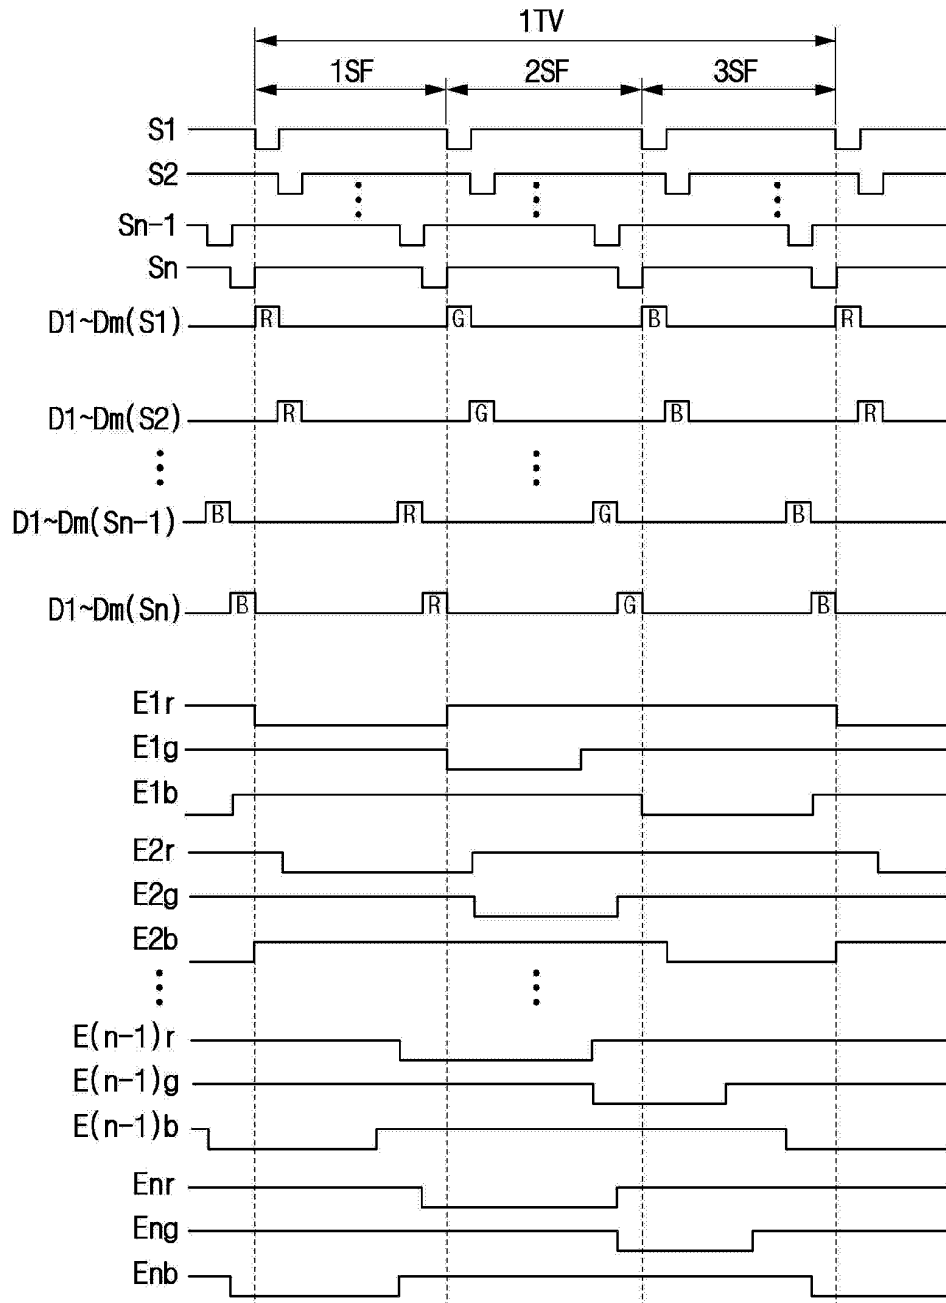 1TV
1SF 2SF 3SF
S1
S2
Sn-1
Sn
D1~Dm(S1) R G B R
D1~Dm(S2) R G B R
D1~Dm(Sn-1) B R G B
D1~Dm(Sn) B R G B
E1r
E1g
E1b
E2r
E2g
E2b
E(n-1)r
E(n-1)g
E(n-1)b
Enr
Eng
Enb